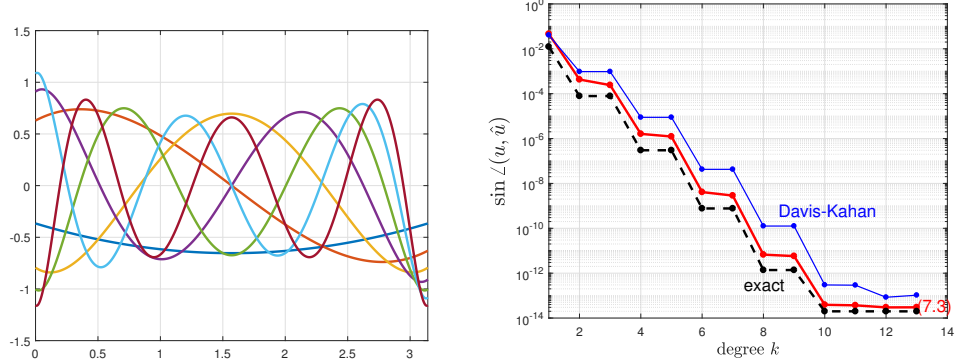 1.5
1
0.5
0
-0.5
-1
-1.5
0 0.5 1 1.5 2 2.5 3
10^0
10^-2
10^-4
10^-6
10^-8
10^-10
10^-12
10^-14
sin ∠(u, û)
Davis-Kahan
exact
(7.3)
2 4 6 8 10 12 14
degree k